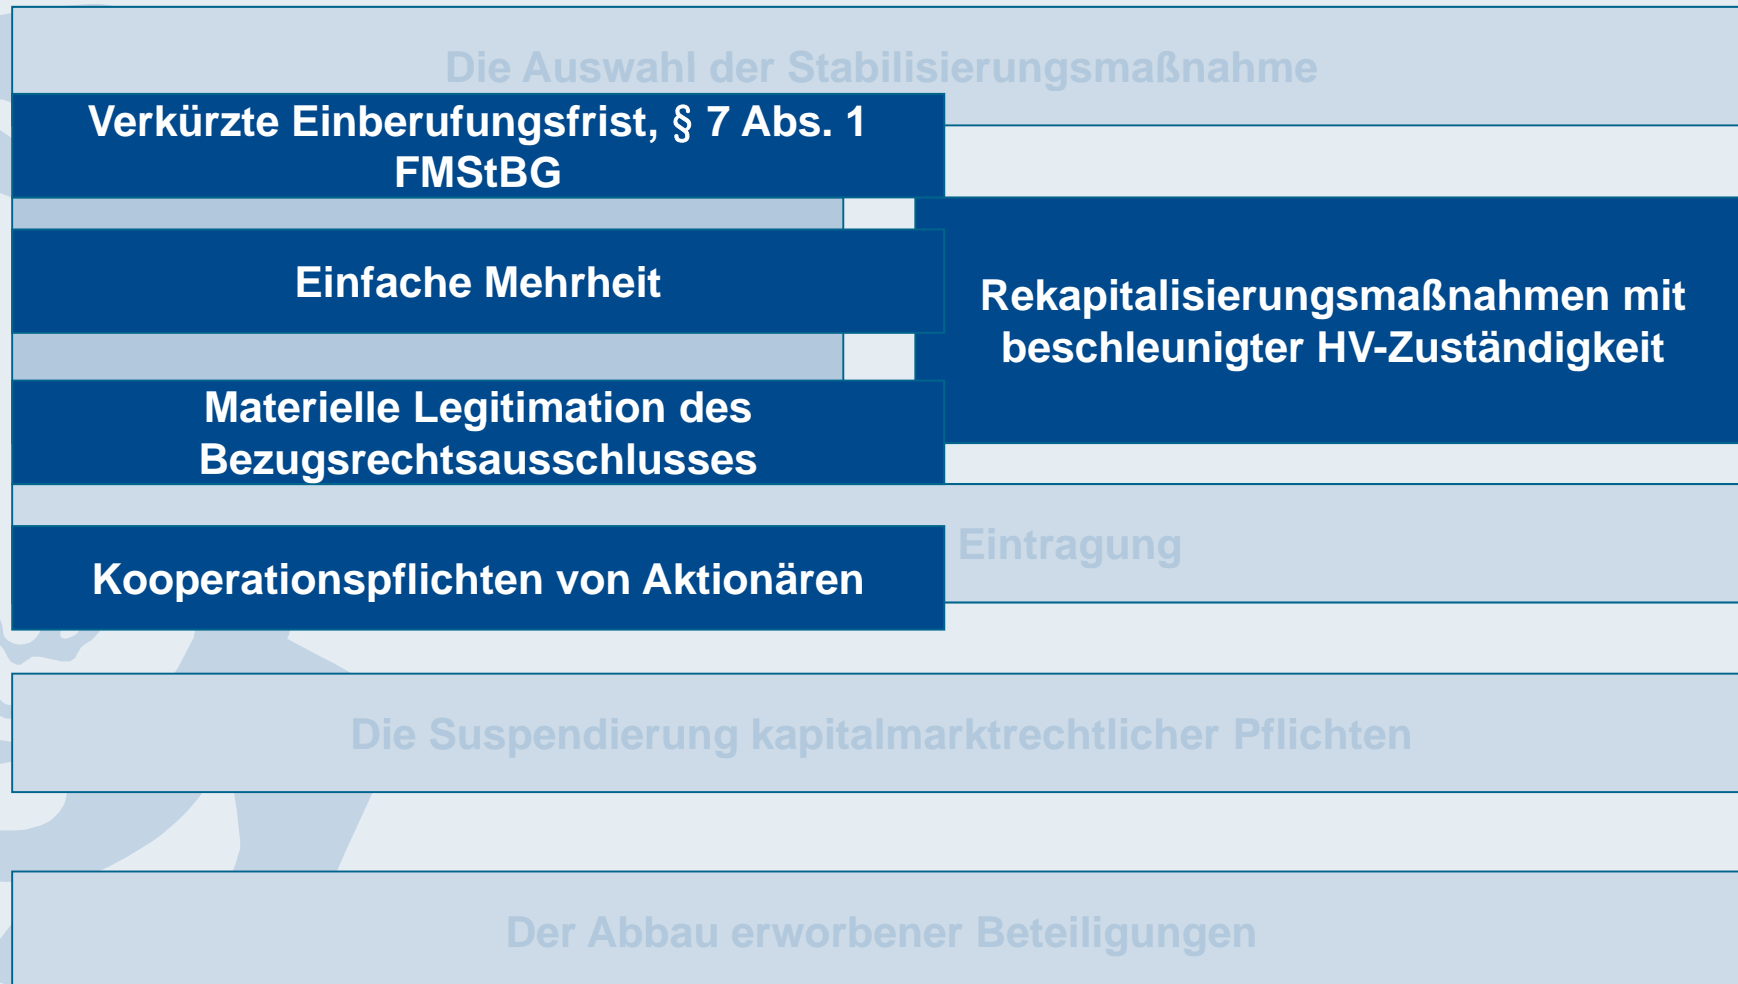 Die Auswahl der Stabilisierungsmaßnahme
Verkürzte Einberufungsfrist, § 7 Abs. 1
FMStBG
Einfache Mehrheit
Materielle Legitimation des
Bezugsrechtsausschlusses
Kooperationspflichten von Aktionären
Rekapitalisierungsmaßnahmen mit
beschleunigter HV-Zuständigkeit
Eintragung
Die Suspendierung kapitalmarktrechtlicher Pflichten
Der Abbau erworbener Beteiligungen